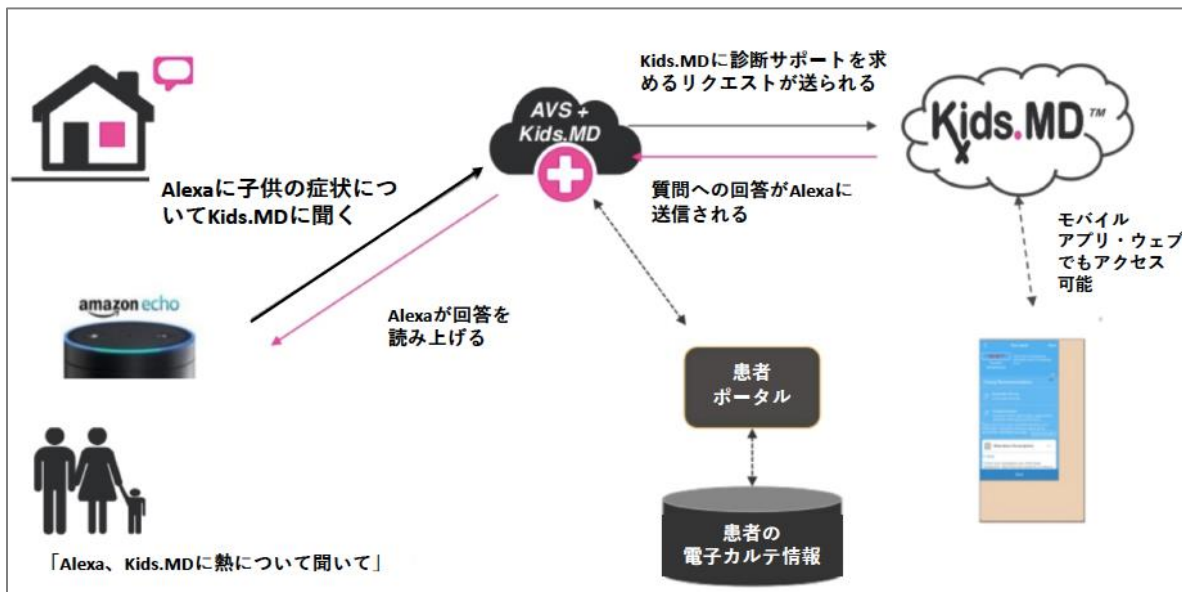 Kids.MDに診断サポートを求
めるリクエストが送られる
AVS +
Kids.MD
Kids.MD™
Alexaに子供の症状につ
いてKids.MDに聞く
質問への回答がAlexaに
送信される
モバイル
アプリ・ウェブ
でもアクセス
可能
amazon echo
Alexaが回答を
読み上げる
患者
ポータル
患者の
電子カルテ情報
「Alexa、Kids.MDに熱について聞いて」